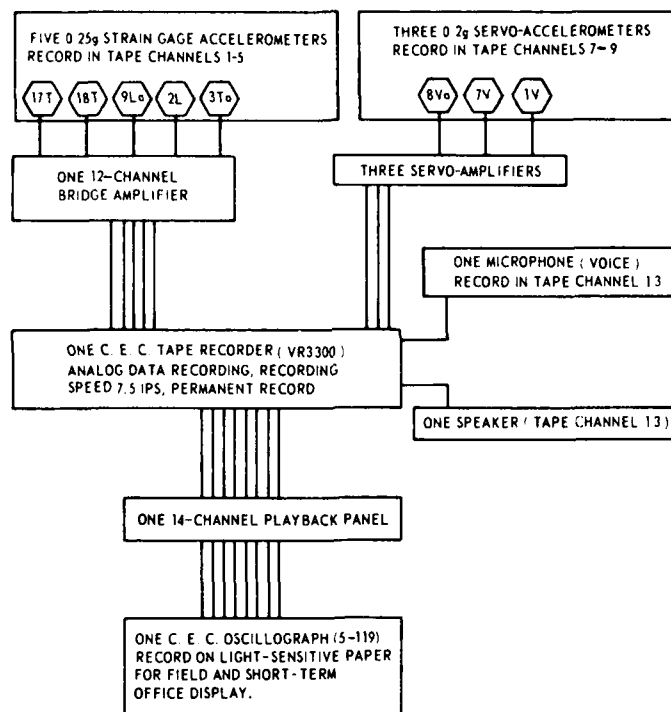 FIVE 0 25g STRAIN GAGE ACCELEROMETERS
RECORD IN TAPE CHANNELS 1-5
17T 18T 9La 2L 3Ta
THREE 0 2g SERVO-ACCELEROMETERS
RECORD IN TAPE CHANNELS 7-9
8Va 7V 1V
ONE 12-CHANNEL
BRIDGE AMPLIFIER
THREE SERVO-AMPLIFIERS
ONE MICROPHONE (VOICE)
RECORD IN TAPE CHANNEL 13
ONE C. E. C. TAPE RECORDER (VR3300)
ANALOG DATA RECORDING, RECORDING
SPEED 7.5 IPS, PERMANENT RECORD
ONE SPEAKER (TAPE CHANNEL 13)
ONE 14-CHANNEL PLAYBACK PANEL
ONE C. E. C. OSCILLOGRAPH (5-119)
RECORD ON LIGHT-SENSITIVE PAPER
FOR FIELD AND SHORT-TERM
OFFICE DISPLAY.